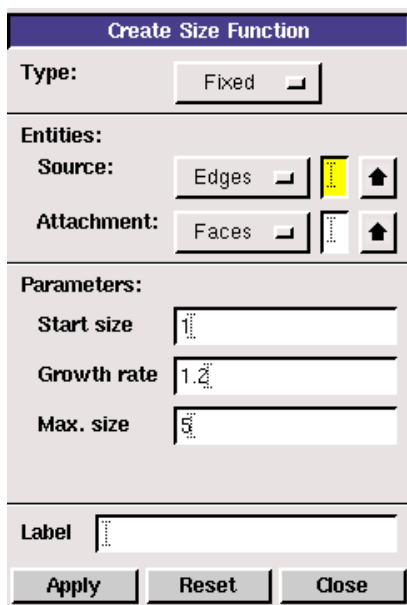 Create Size Function
Type: Fixed
Entities:
Source: Edges
Attachment: Faces
Parameters:
Start size 1
Growth rate 1.2
Max. size 5
Label
Apply Reset Close